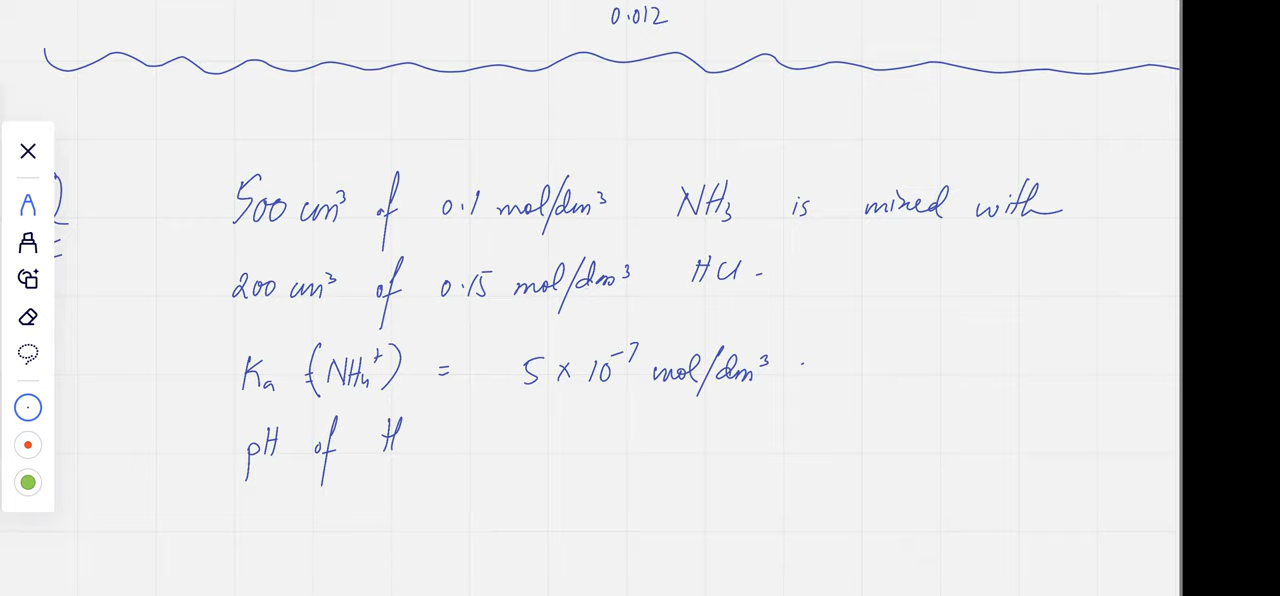 0.012
Q
500 cm³ of 0.1 mol/dm³ NH₃ is mixed with
200 cm³ of 0.15 mol/dm³ HCl.
Ka (NH₄⁺) = 5 × 10⁻⁷ mol/dm³.
pH of H